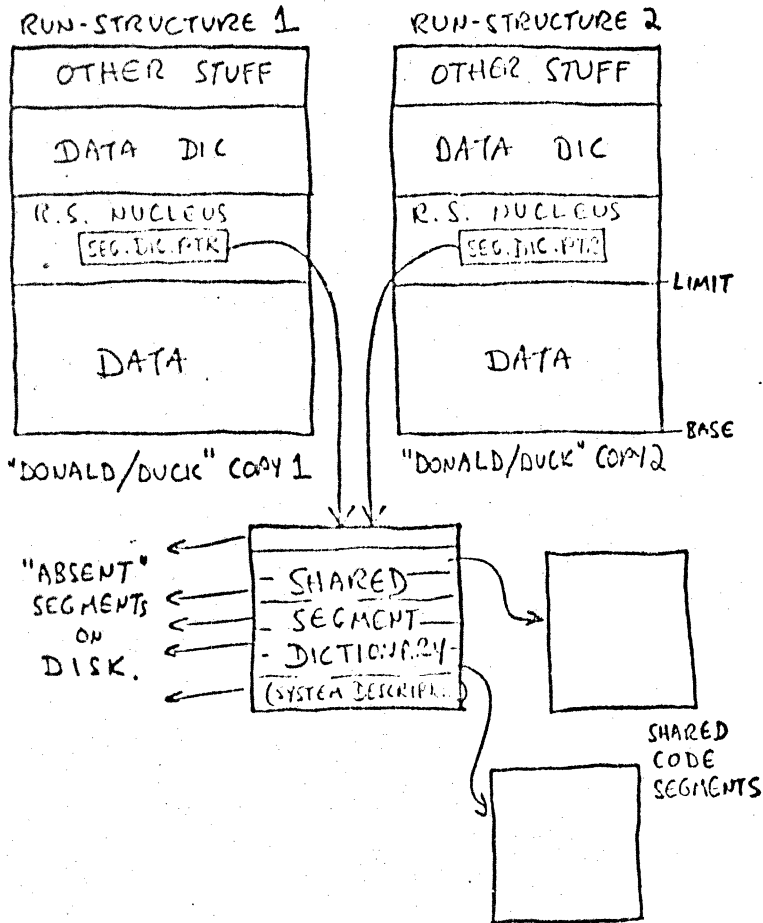 RUN-STRUCTURE 1
OTHER STUFF
DATA DIC
R.S. NUCLEUS
SEG.DIC.PTR
DATA
"DONALD/DUCK" COPY 1
RUN-STRUCTURE 2
OTHER STUFF
DATA DIC
R.S. NUCLEUS
SEG.DIC.PTR
LIMIT
DATA
BASE
"DONALD/DUCK" COPY 2
"ABSENT"
SEGMENTS
ON
DISK.
SHARED
SEGMENT
DICTIONARY
(SYSTEM
SHARED
CODE
SEGMENTS